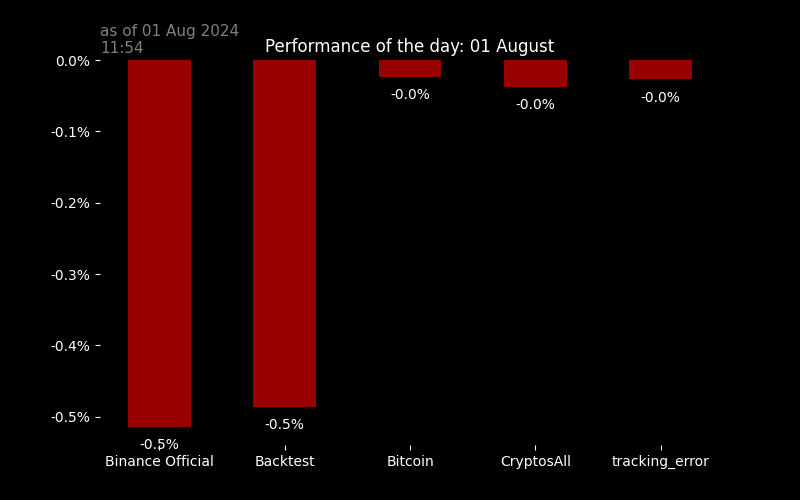 as of 01 Aug 2024
11:54
Performance of the day: 01 August
0.0%
-0.1%
-0.2%
-0.3%
-0.4%
-0.5%
-0.5%
-0.5%
-0.0%
-0.0%
-0.0%
Binance Official
Backtest
Bitcoin
CryptosAll
tracking_error